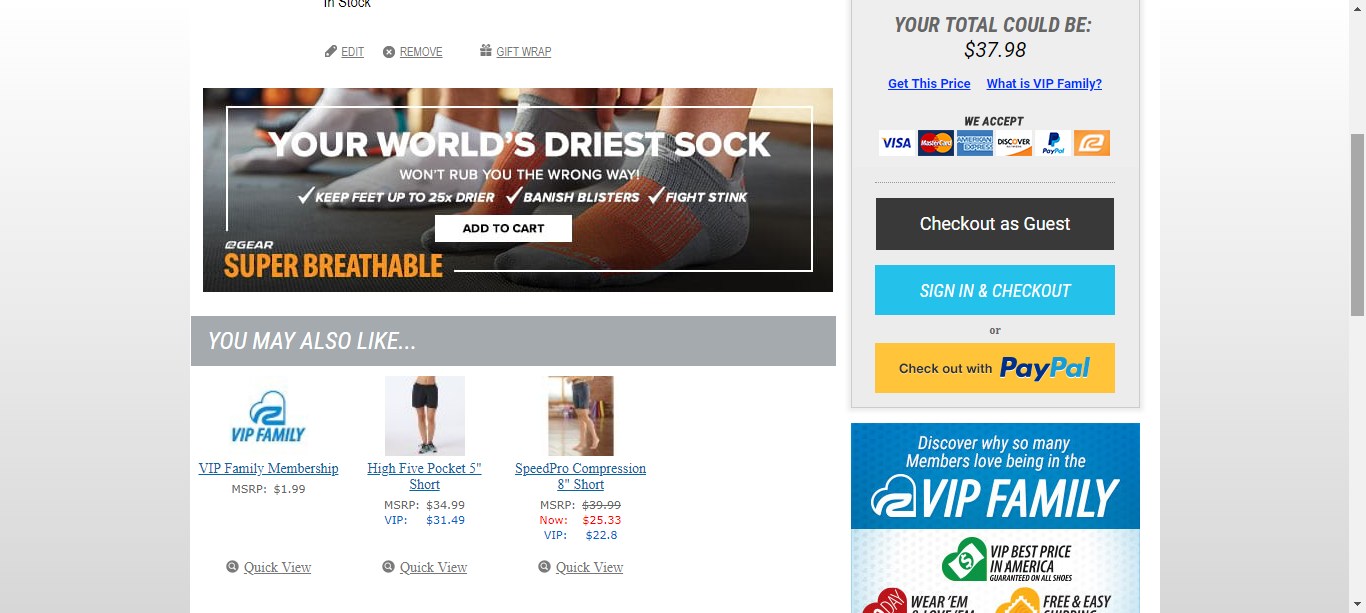 In Stock
EDIT REMOVE GIFT WRAP
YOUR WORLD'S DRIEST SOCK
WON'T RUB YOU THE WRONG WAY!
KEEP FEET UP TO 25x DRIER BANISH BLISTERS FIGHT STINK
ADD TO CART
GEAR
SUPER BREATHABLE
YOU MAY ALSO LIKE...
VIP FAMILY
VIP Family Membership
MSRP: $1.99
Quick View
High Five Pocket 5"
Short
MSRP: $34.99
VIP: $31.49
Quick View
SpeedPro Compression
8" Short
MSRP: $39.99
Now: $25.33
VIP: $22.8
Quick View
YOUR TOTAL COULD BE:
$37.98
Get This Price What is VIP Family?
WE ACCEPT
VISA MasterCard AMERICAN EXPRESS DISCOVER PayPal
Checkout as Guest
SIGN IN & CHECKOUT
or
Check out with PayPal
Discover why so many
Members love being in the
VIP FAMILY
VIP BEST PRICE
IN AMERICA
GUARANTEED ON ALL SHOES
DAY
WEAR 'EM
& LOVE 'EM
FREE & EASY
SHIPPING